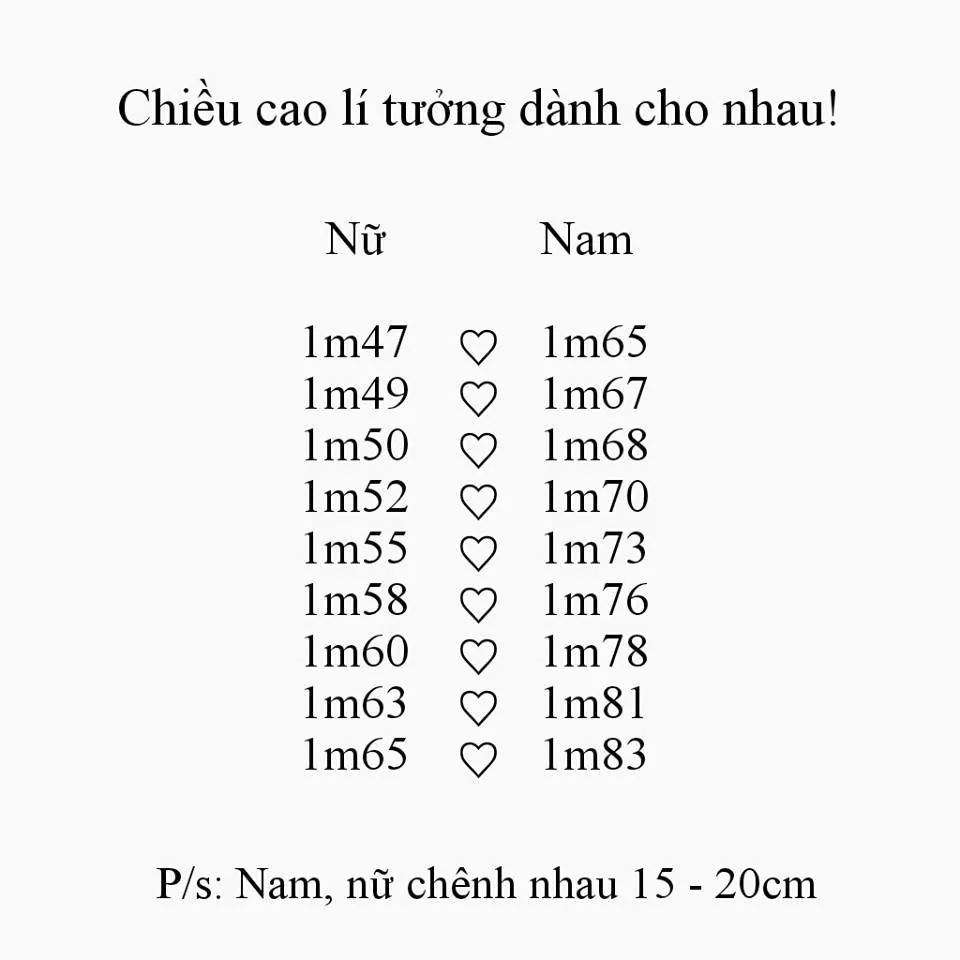 Chiều cao lí tưởng dành cho nhau!
Nữ Nam
1m47 ♡ 1m65
1m49 ♡ 1m67
1m50 ♡ 1m68
1m52 ♡ 1m70
1m55 ♡ 1m73
1m58 ♡ 1m76
1m60 ♡ 1m78
1m63 ♡ 1m81
1m65 ♡ 1m83
P/s: Nam, nữ chênh nhau 15 - 20cm